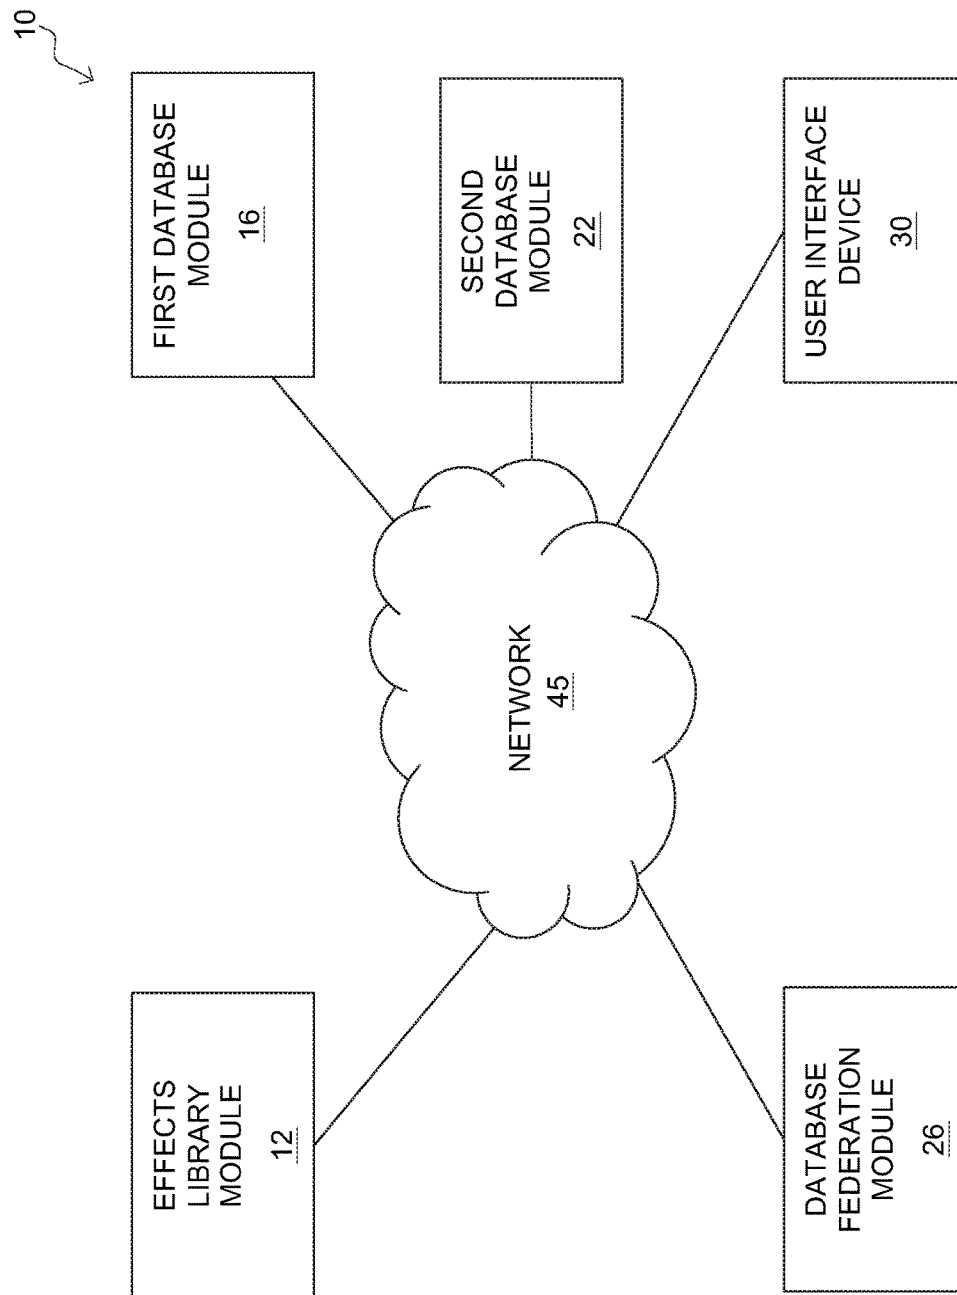 10
EFFECTS
LIBRARY
MODULE
12
FIRST DATABASE
MODULE
16
NETWORK
45
SECOND
DATABASE
MODULE
22
DATABASE
FEDERATION
MODULE
26
USER INTERFACE
DEVICE
30